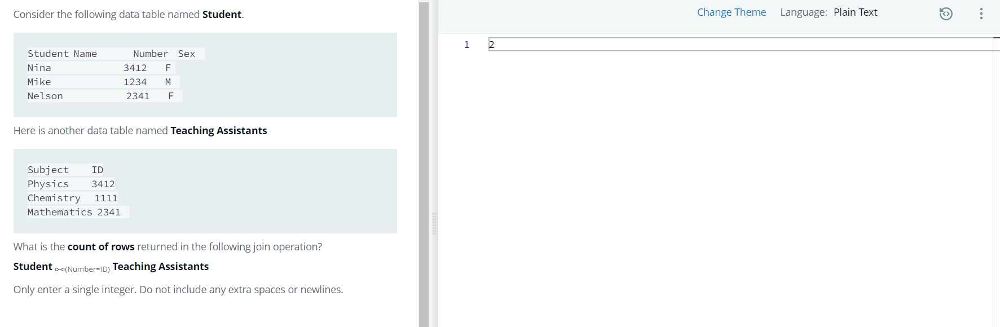 Consider the following data table named Student.
Student Name Number Sex
Nina 3412 F
Mike 1234 M
Nelson 2341 F
Here is another data table named Teaching Assistants
Subject ID
Physics 3412
Chemistry 1111
Mathematics 2341
What is the count of rows returned in the following join operation?
Student ⊳⊲(Number=ID) Teaching Assistants
Only enter a single integer. Do not include any extra spaces or newlines.
Change Theme Language: Plain Text
1 2